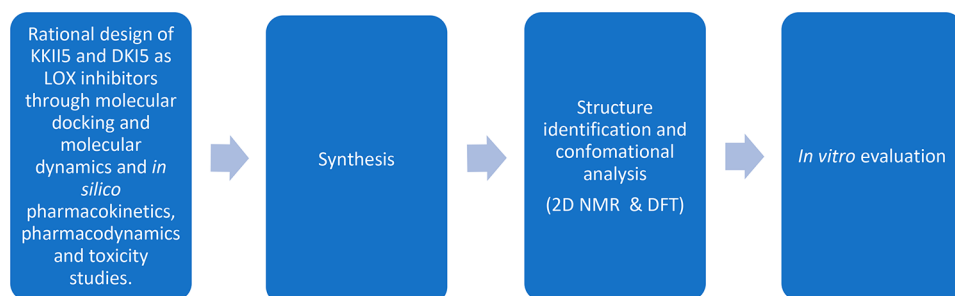 Rational design of
KKII5 and DKI5 as
LOX inhibitors
through molecular
docking and
molecular
dynamics and in
silico
pharmacokinetics,
pharmacodynamics
and toxicity
studies.
Synthesis
Structure
identification and
confomational
analysis
(2D NMR & DFT)
In vitro evaluation